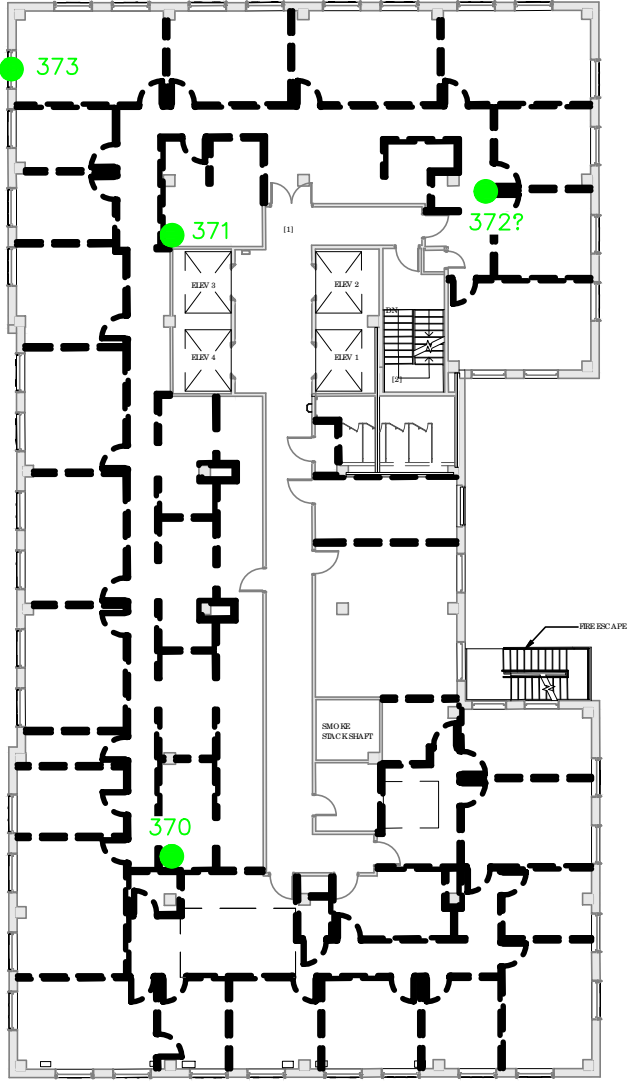 373
371
372?
[1]
ELEV 3
ELEV 2
DN
ELEV 4
ELEV 1
[2]
FIRE ESCAPE
SMOKE
STACK SHAFT
370